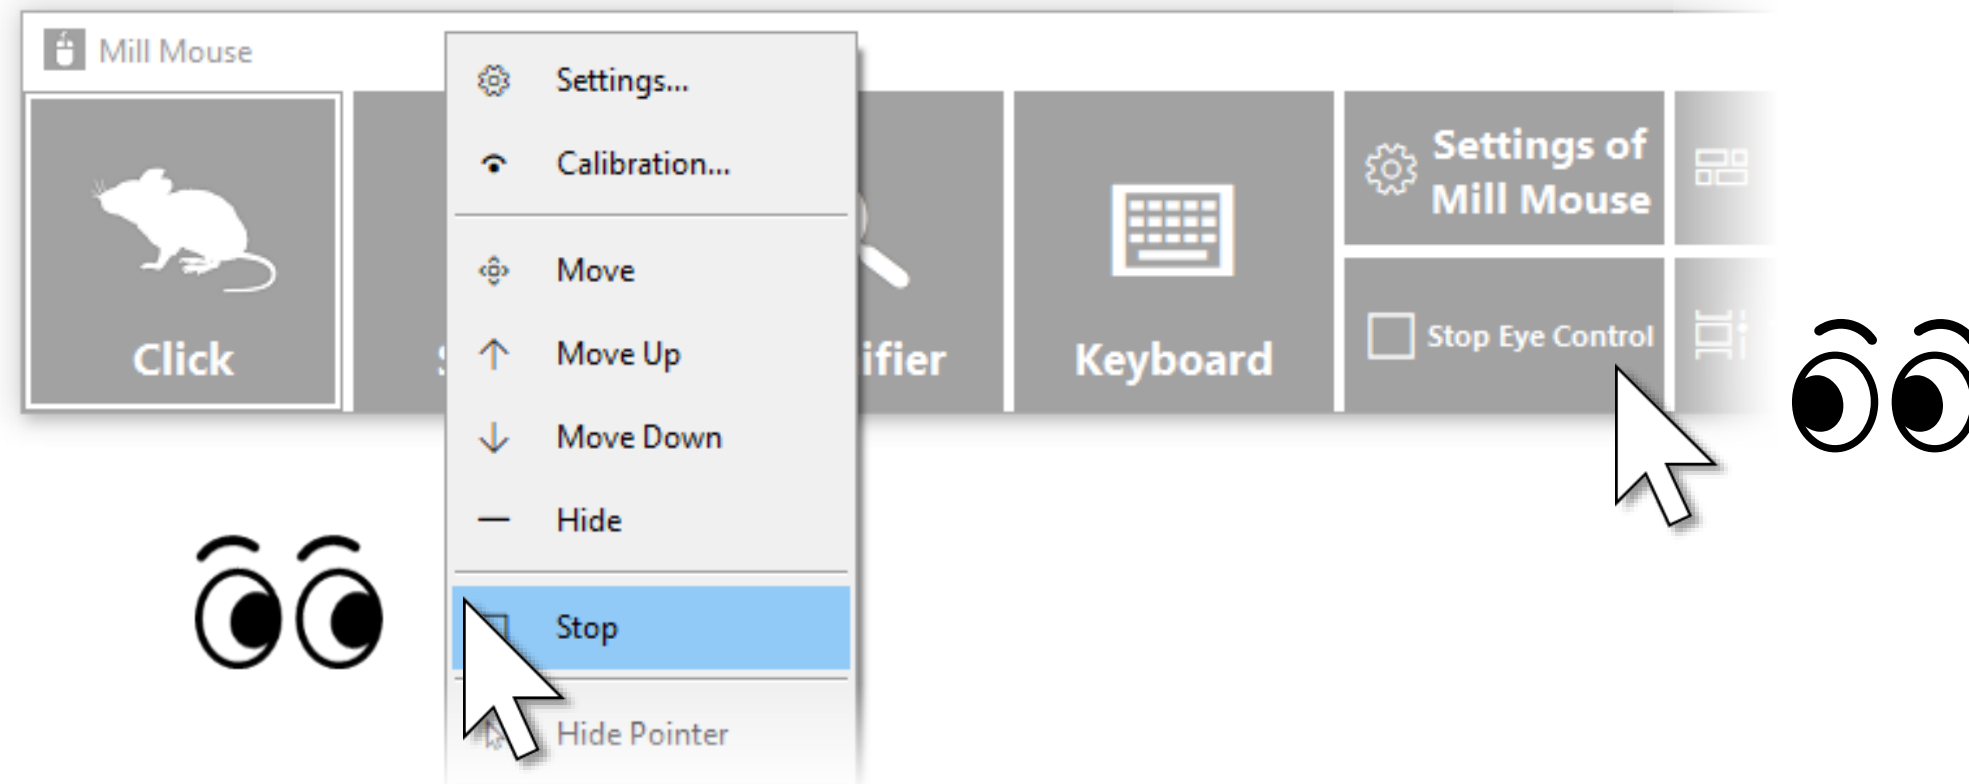 Mill Mouse
Settings...
Calibration...
Move
Move Up
Move Down
Hide
Stop
Hide Pointer
Click
ifier
Keyboard
Settings of
Mill Mouse
Stop Eye Control